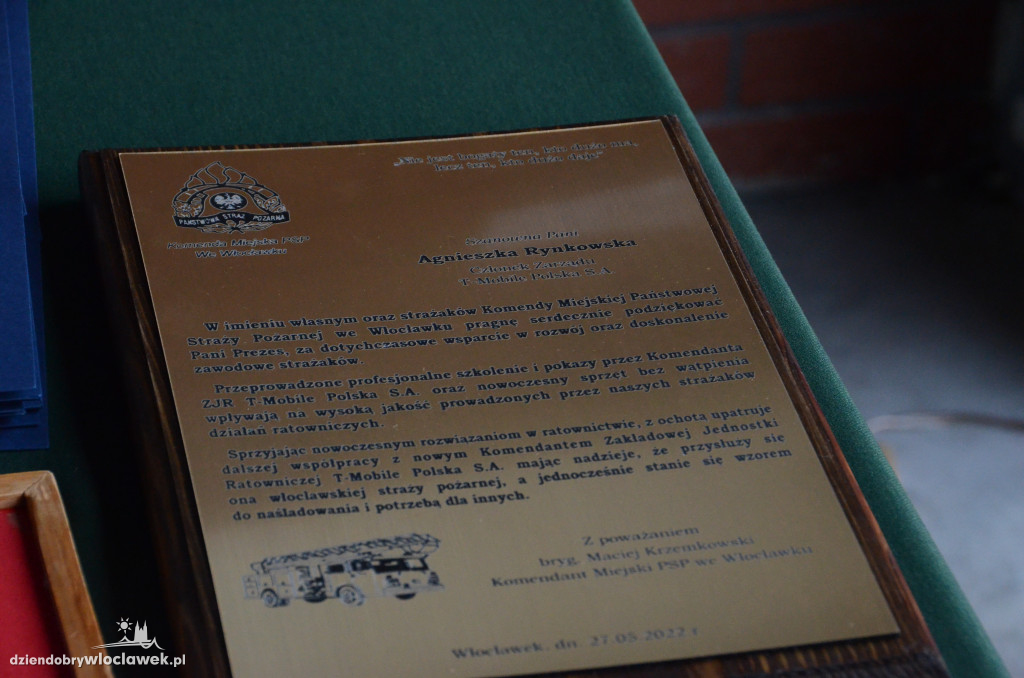 „Nie jest bogaty ten, kto dużo ma,
lecz ten, kto dużo daje”
PAŃSTWOWA STRAŻ POŻARNA
Komenda Miejska PSP
We Włocławku
Szanowna Pani
Agnieszka Rynkowska
Członek Zarządu
T-Mobile Polska S.A.
W imieniu własnym oraz strażaków Komendy Miejskiej Państwowej
Straży Pożarnej we Włocławku pragnę serdecznie podziękować
Pani Prezes, za dotychczasowe wsparcie w rozwój oraz doskonalenie
zawodowe strażaków.
Przeprowadzone profesjonalne szkolenie i pokazy przez Komendanta
ZJR T-Mobile Polska S.A. oraz nowoczesny sprzęt bez wątpienia
wpływają na wysoką jakość prowadzonych przez naszych strażaków
działań ratowniczych.
Sprzyjając nowoczesnym rozwiązaniom w ratownictwie, z ochotą upatruję
dalszej współpracy z nowym Komendantem Zakładowej Jednostki
Ratowniczej T-Mobile Polska S.A. mając nadzieję, że przysłuży się
ona włocławskiej straży pożarnej, a jednocześnie stanie się wzorem
do naśladowania i potrzebą dla innych.
Z poważaniem
bryg. Maciej Krzemkowski
Komendant Miejski PSP we Włocławku
Włocławek, dn. 27.05.2022 r.
dziendobrywloclawek.pl